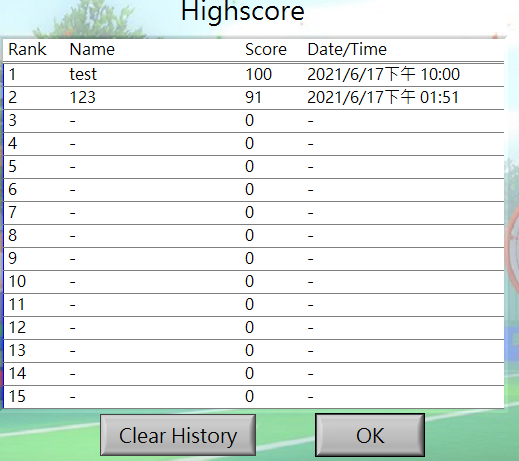 Highscore
Rank Name Score Date/Time
1 test 100 2021/6/17下午 10:00
2 123 91 2021/6/17下午 01:51
3 - 0 -
4 - 0 -
5 - 0 -
6 - 0 -
7 - 0 -
8 - 0 -
9 - 0 -
10 - 0 -
11 - 0 -
12 - 0 -
13 - 0 -
14 - 0 -
15 - 0 -
Clear History OK